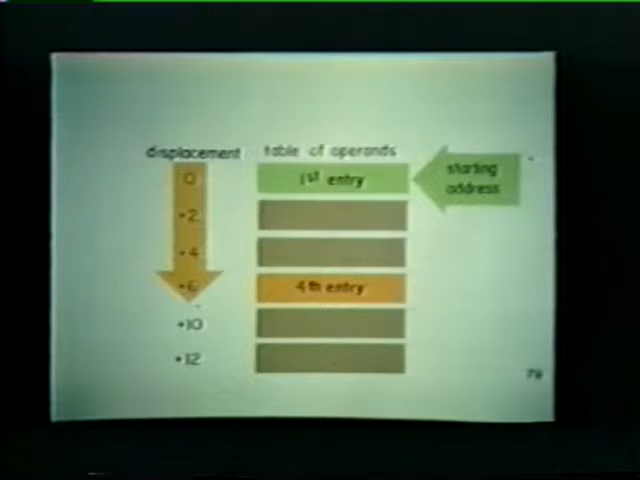 displacement table of operands
0 1st entry starting address
+2
+4
+6 4th entry
+10
+12
79